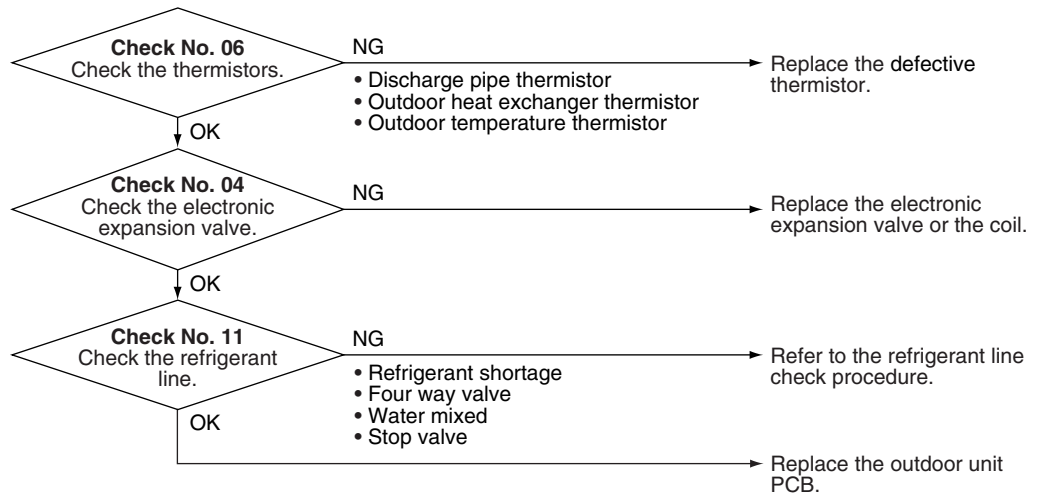 Check No. 06
Check the thermistors.
NG
• Discharge pipe thermistor
• Outdoor heat exchanger thermistor
• Outdoor temperature thermistor
Replace the defective
thermistor.
OK
Check No. 04
Check the electronic
expansion valve.
NG
Replace the electronic
expansion valve or the coil.
OK
Check No. 11
Check the refrigerant
line.
NG
• Refrigerant shortage
• Four way valve
• Water mixed
• Stop valve
Refer to the refrigerant line
check procedure.
OK
Replace the outdoor unit
PCB.